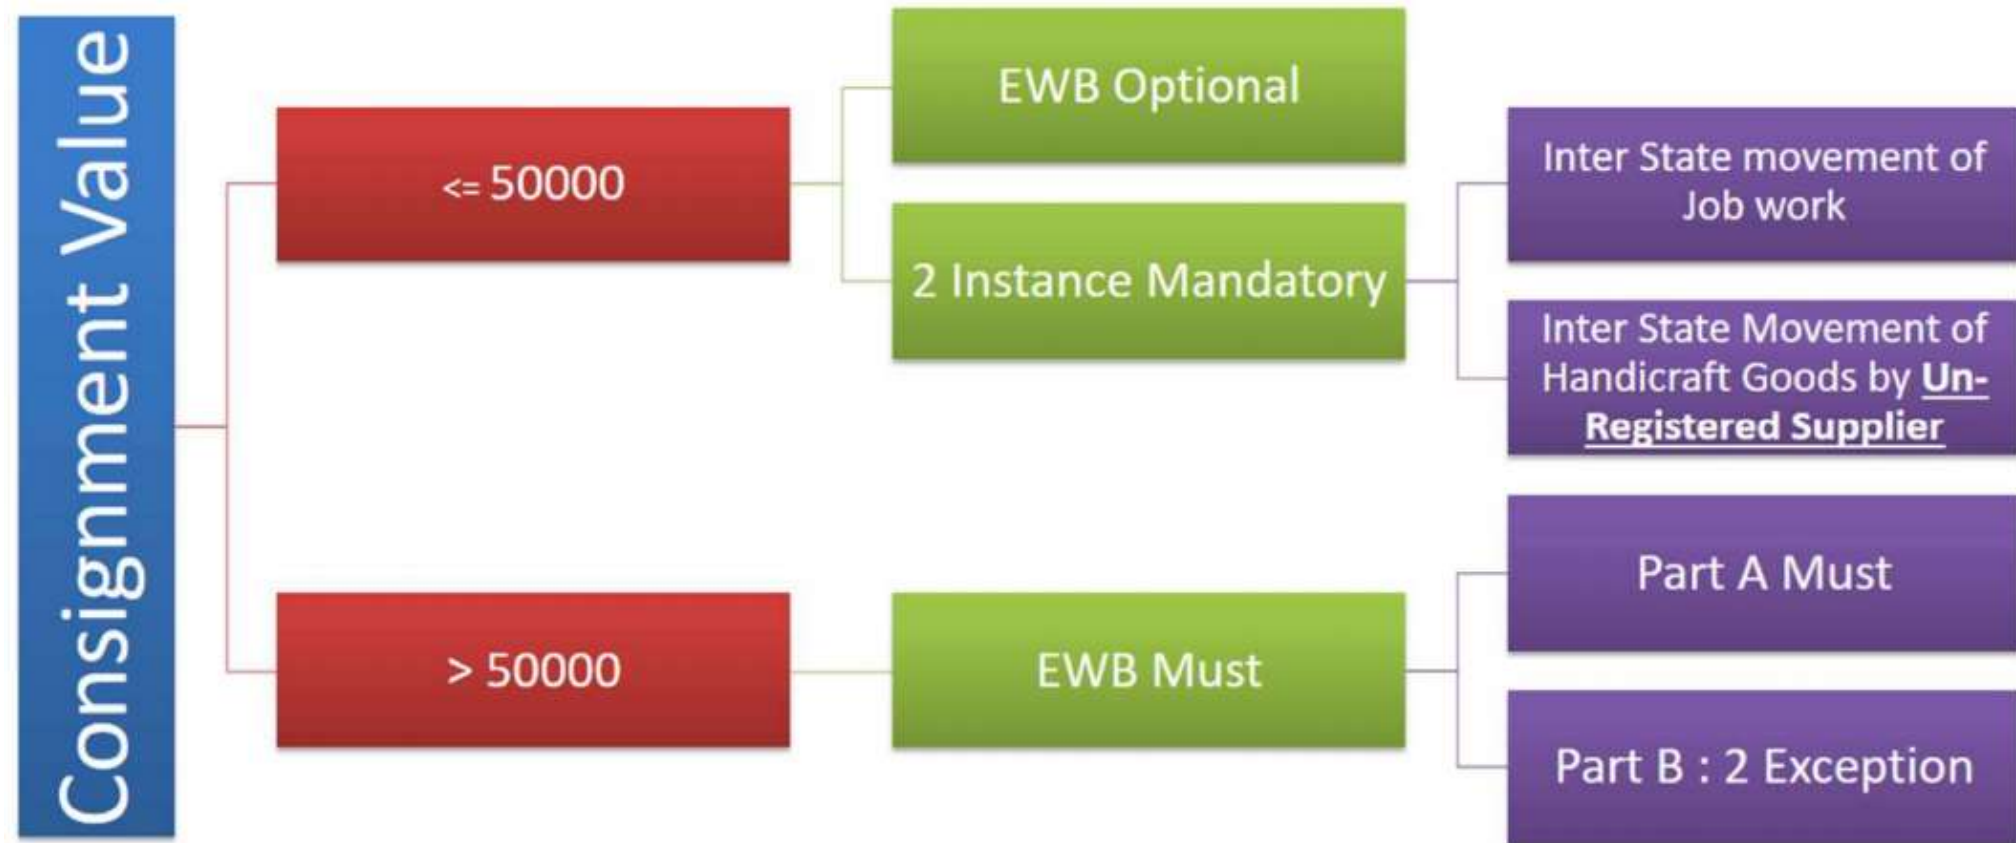 Consignment Value
<= 50000
EWB Optional
2 Instance Mandatory
Inter State movement of
Job work
Inter State Movement of
Handicraft Goods by Un-
Registered Supplier
> 50000
EWB Must
Part A Must
Part B : 2 Exception